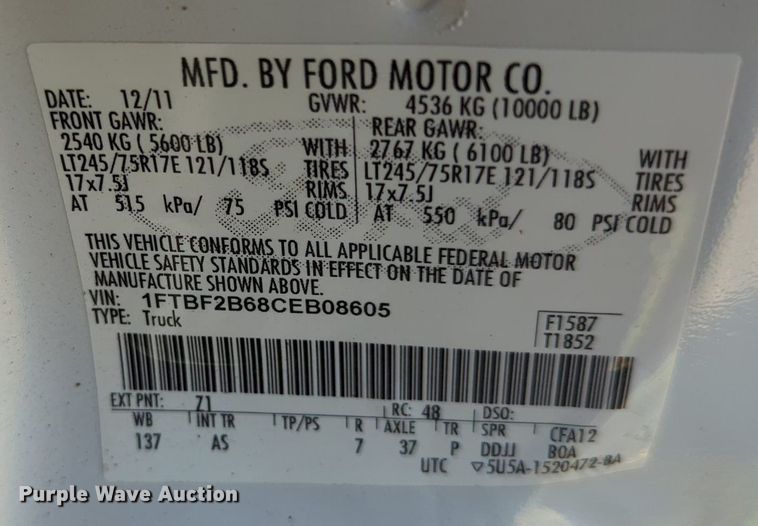 MFD. BY FORD MOTOR CO.
DATE: 12/11 GVWR: 4536 KG (10000 LB)
FRONT GAWR: REAR GAWR:
2540 KG ( 5600 LB) WITH 2767 KG ( 6100 LB) WITH
LT245/75R17E 121/118S TIRES LT245/75R17E 121/118S TIRES
17x7.5J RIMS 17x7.5J RIMS
AT 515 kPa/ 75 PSI COLD AT 550 kPa/ 80 PSI COLD
THIS VEHICLE CONFORMS TO ALL APPLICABLE FEDERAL MOTOR
VEHICLE SAFETY STANDARDS IN EFFECT ON THE DATE OF
MANUFACTURE SHOWN ABOVE.
VIN: 1FTBF2B68CEB08605
TYPE: Truck
F1587
T1852
EXT PNT: Z1 RC: 48 DSO:
WB INT TR TP/PS R AXLE TR SPR CFA12
137 AS 7 37 P DDJJ BOA
UTC ▽5U5A-1520472-BA
Purple Wave Auction